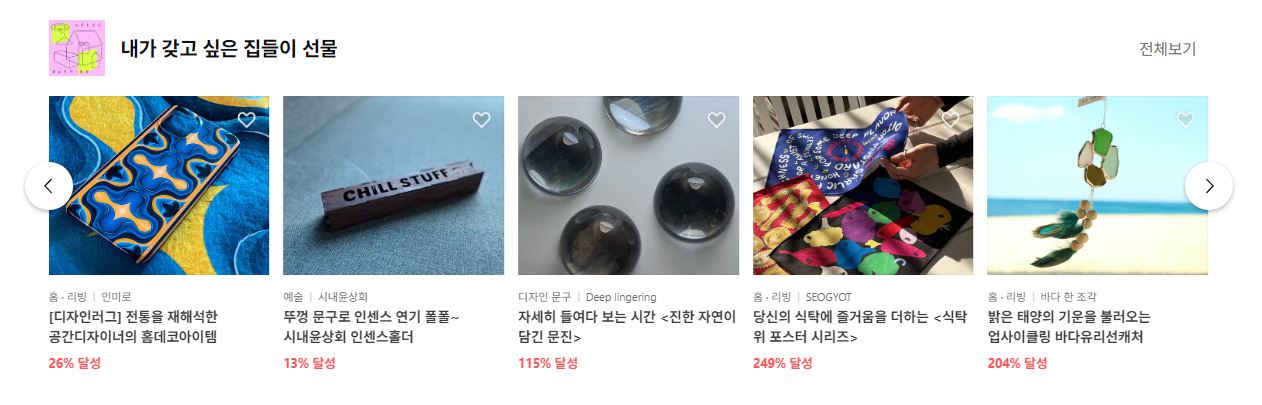 내가 갖고 싶은 집들이 선물
전체보기
CHILL STUFF
홈·리빙 | 인미로
[디자인러그] 전통을 재해석한
공간디자이너의 홈데코아이템
26% 달성
예술 | 시내윤상회
뚜껑 문구로 인센스 연기 폴폴~
시내윤상회 인센스홀더
13% 달성
디자인 문구 | Deep lingering
자세히 들여다 보는 시간 <진한 자연이
담긴 문진>
115% 달성
홈·리빙 | SEOGYOT
당신의 식탁에 즐거움을 더하는 <식탁
위 포스터 시리즈>
249% 달성
홈·리빙 | 바다 한 조각
밝은 태양의 기운을 불러오는
업사이클링 바다유리선캐처
204% 달성